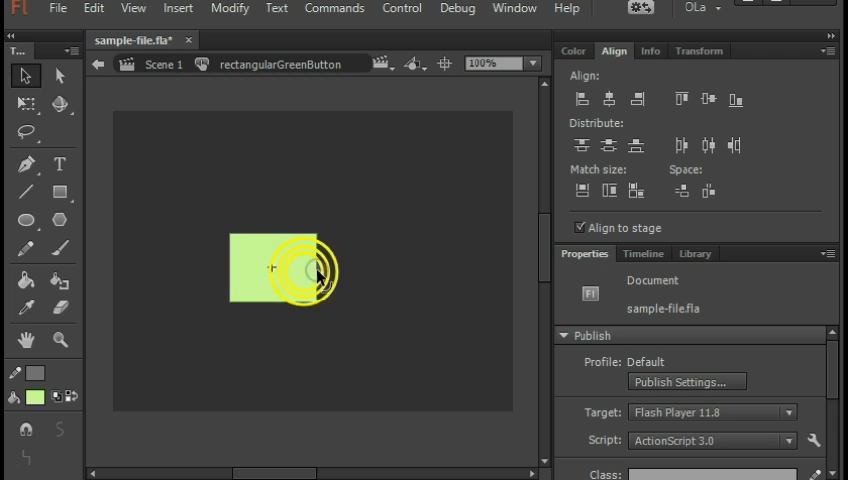 Fl File Edit View Insert Modify Text Commands Control Debug Window Help OLa
sample-file.fla* ×
T...
Scene 1 rectangularGreenButton 100%
Color Align Info Transform
Align:
Distribute:
Match size: Space:
Align to stage
Properties Timeline Library
Document
Fl
sample-file.fla
Publish
Profile: Default
Publish Settings...
Target: Flash Player 11.8
Script: ActionScript 3.0
Class:
T